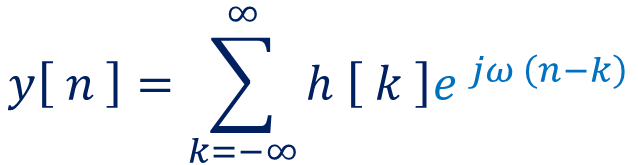 y[ n ] = ∑_{k=-∞}^{∞} h [ k ]e^{jω (n-k)}